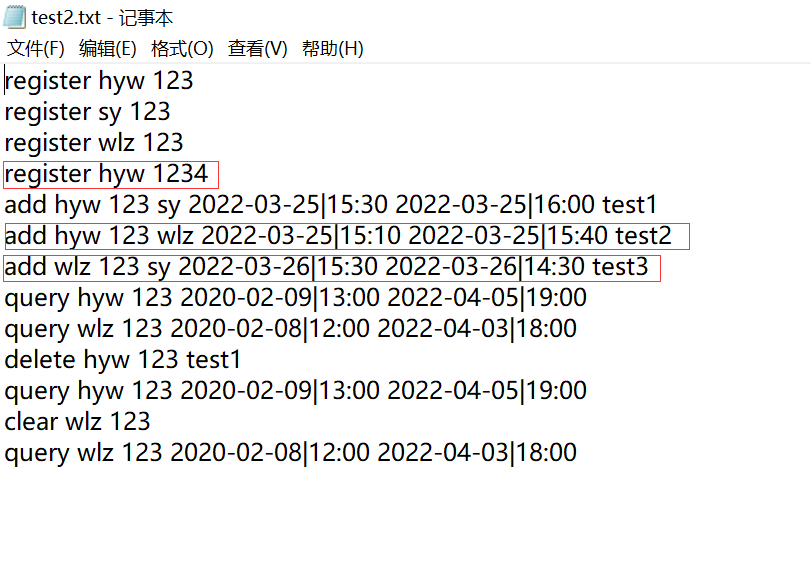 test2.txt - 记事本
文件(F) 编辑(E) 格式(O) 查看(V) 帮助(H)
register hyw 123
register sy 123
register wlz 123
register hyw 1234
add hyw 123 sy 2022-03-25|15:30 2022-03-25|16:00 test1
add hyw 123 wlz 2022-03-25|15:10 2022-03-25|15:40 test2
add wlz 123 sy 2022-03-26|15:30 2022-03-26|14:30 test3
query hyw 123 2020-02-09|13:00 2022-04-05|19:00
query wlz 123 2020-02-08|12:00 2022-04-03|18:00
delete hyw 123 test1
query hyw 123 2020-02-09|13:00 2022-04-05|19:00
clear wlz 123
query wlz 123 2020-02-08|12:00 2022-04-03|18:00